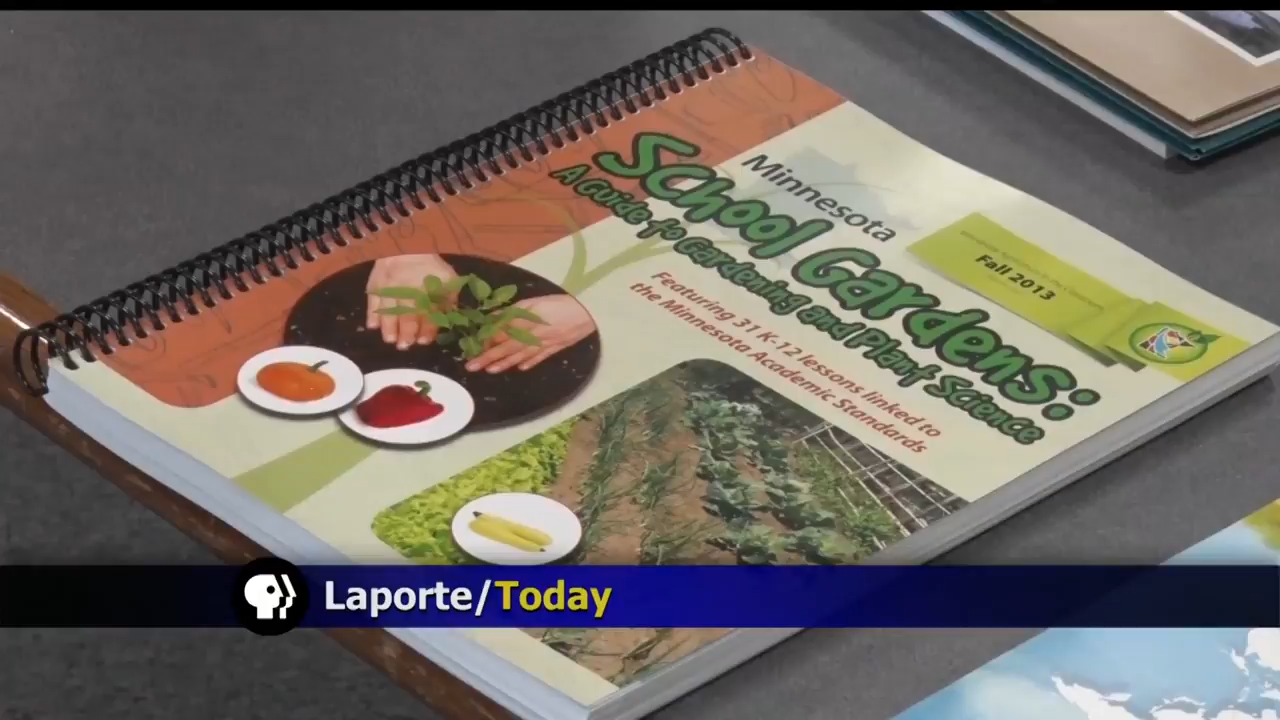 Minnesota
School Gardens:
A Guide to Gardening and Plant Science
Featuring 31 K-12 lessons linked to
the Minnesota Academic Standards
Fall 2013
Laporte/Today